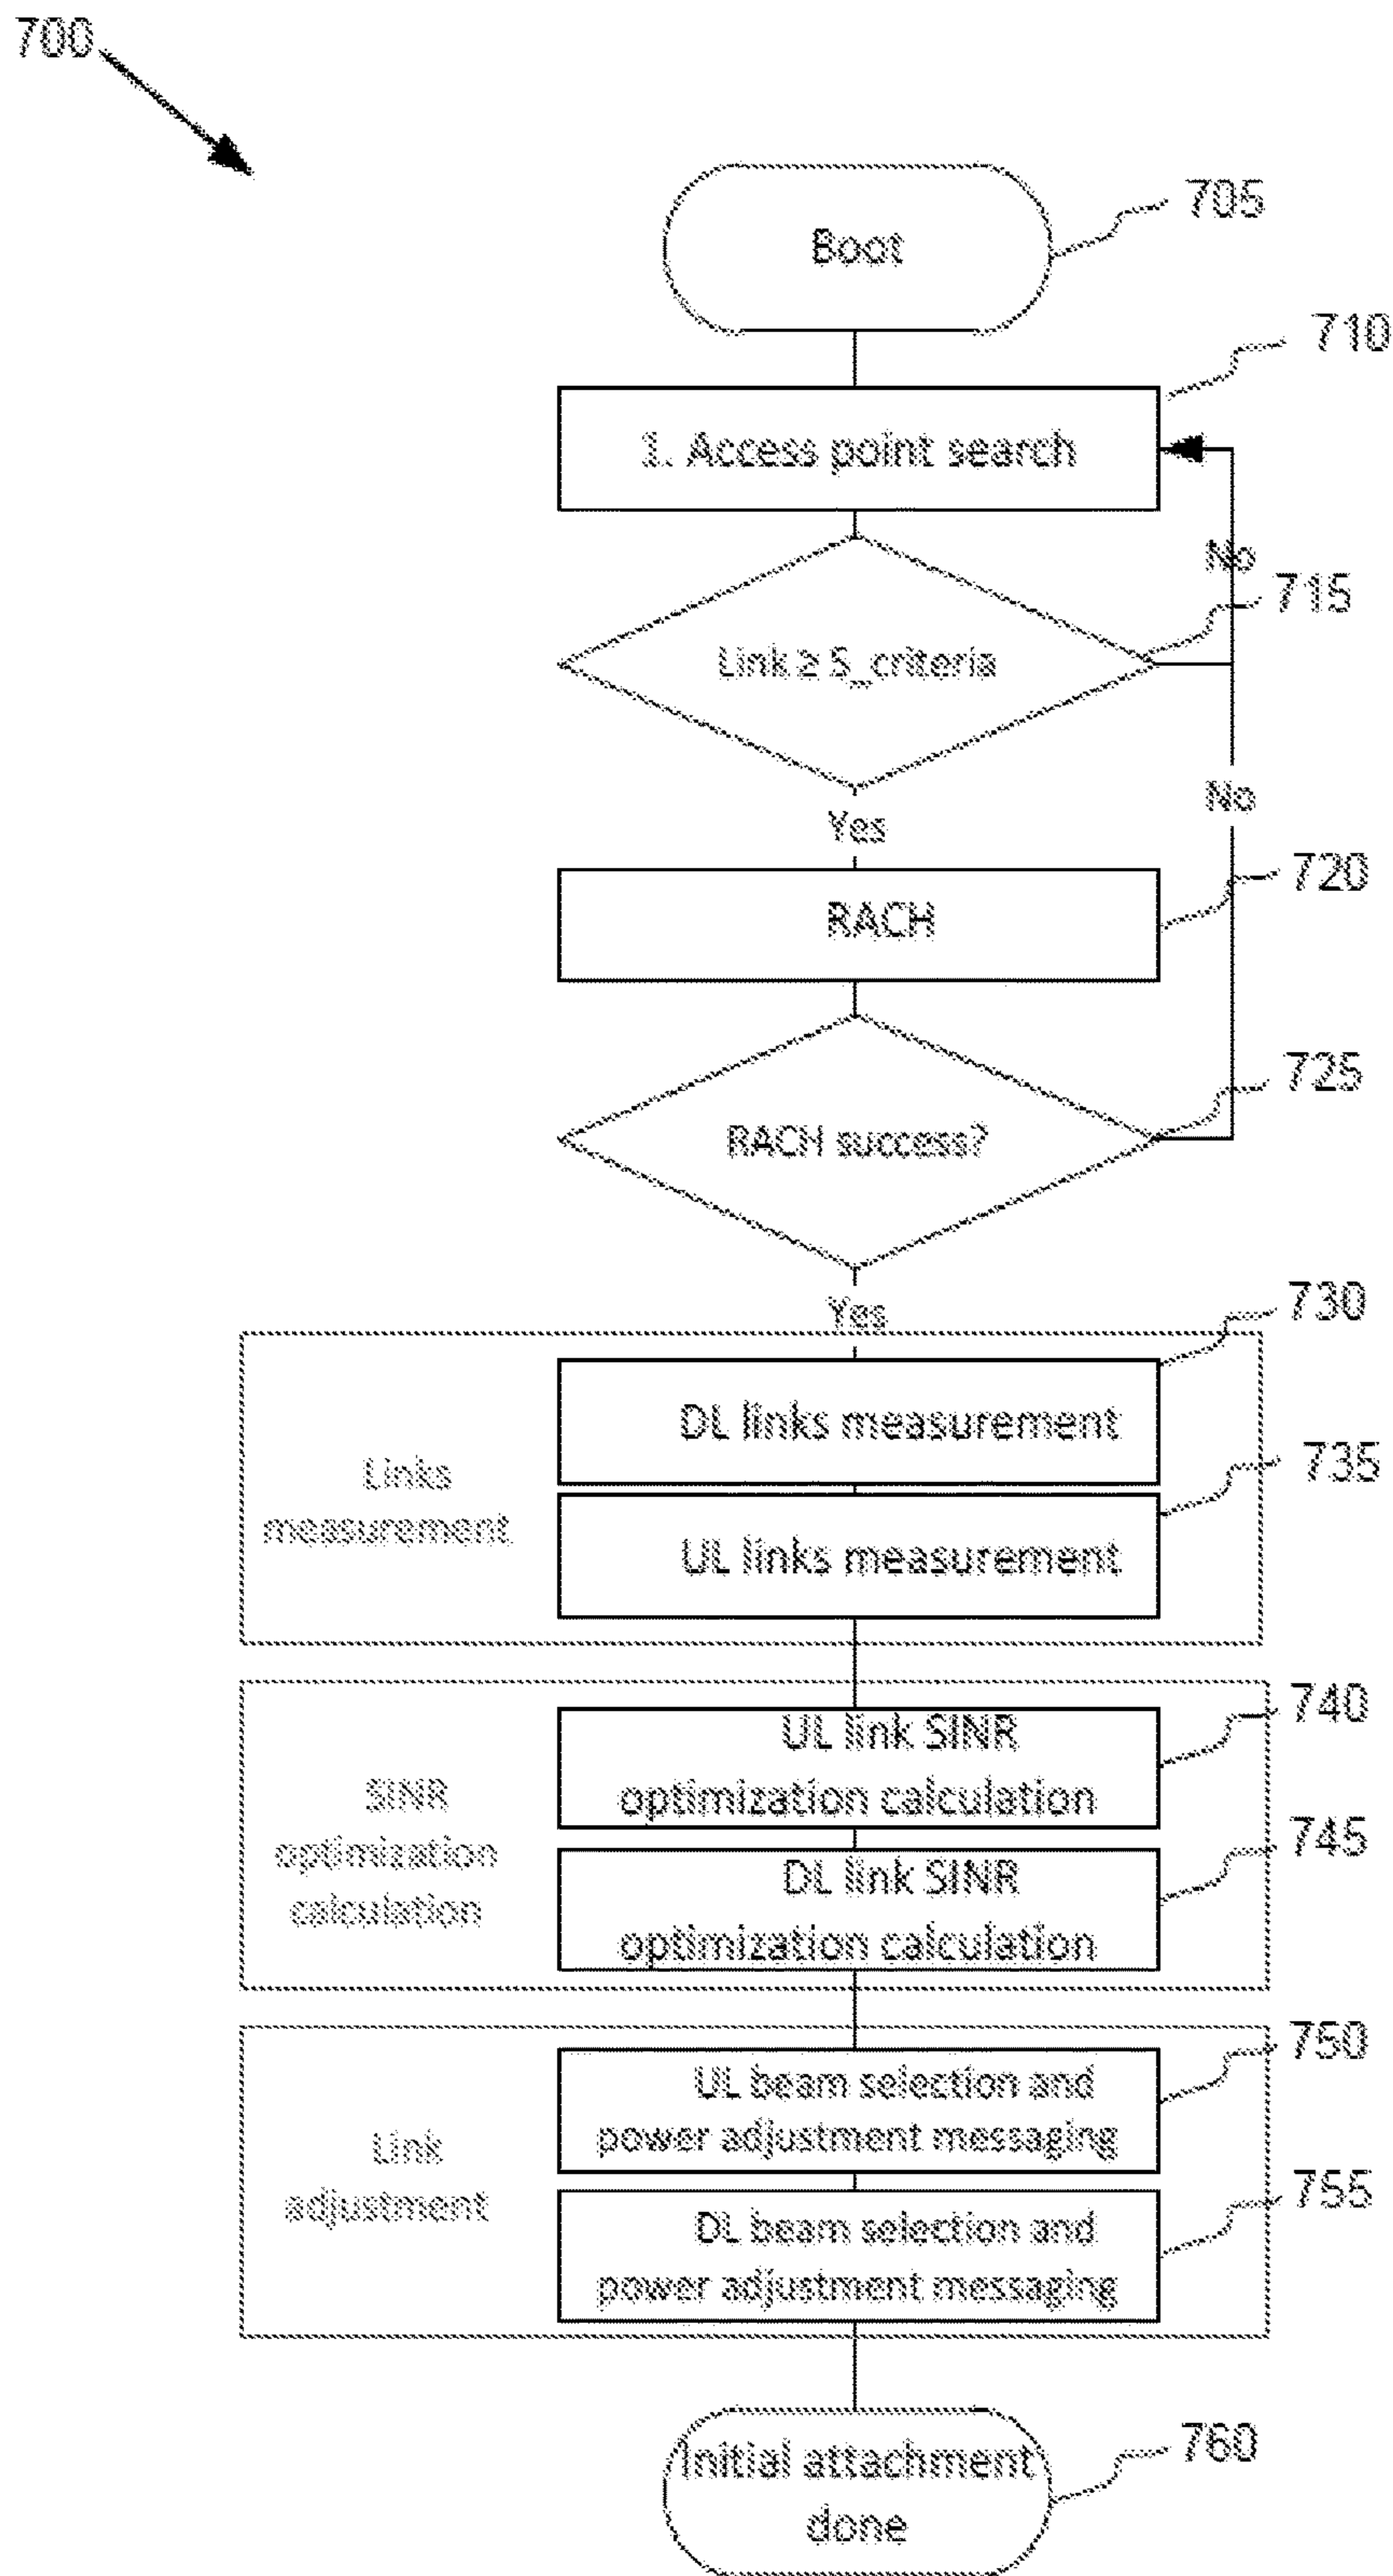 700
Boot
705
710
1. Access point search
No
715
Link ≥ S_criteria
No
Yes
720
RACH
725
RACH success?
Yes
730
DL links measurement
735
Links
measurement
UL links measurement
740
UL link SINR
optimization calculation
SINR
optimization
calculation
745
DL link SINR
optimization calculation
750
UL beam selection and
power adjustment messaging
Link
adjustment
755
DL beam selection and
power adjustment messaging
760
Initial attachment
done